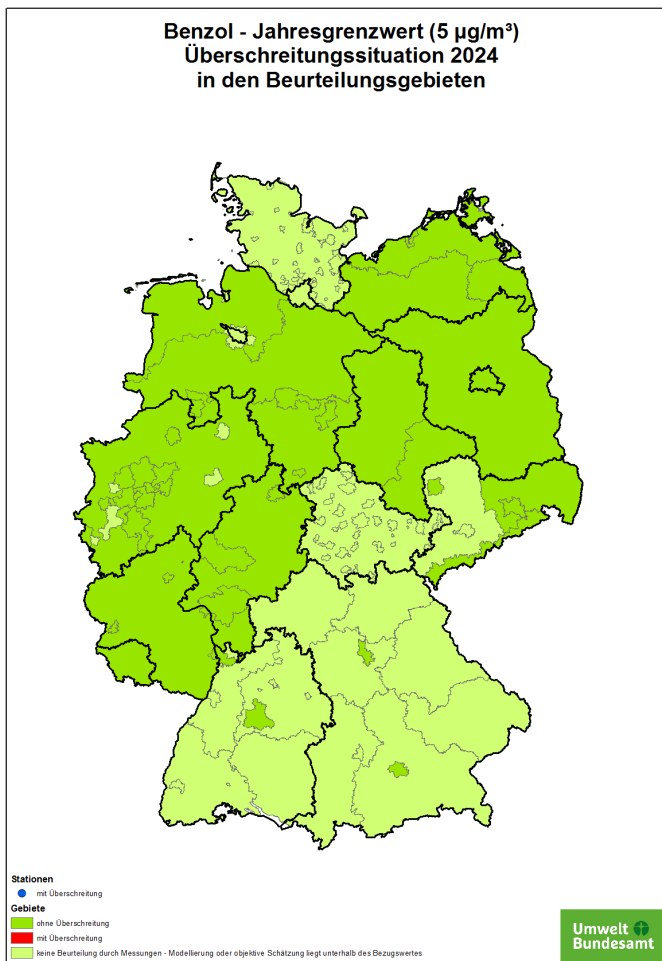 Benzol - Jahresgrenzwert (5 µg/m³)
Überschreitungssituation 2024
in den Beurteilungsgebieten
Stationen
mit Überschreitung
Gebiete
ohne Überschreitung
mit Überschreitung
keine Beurteilung durch Messungen - Modellierung oder objektive Schätzung liegt unterhalb des Bezugswertes
Umwelt
Bundesamt